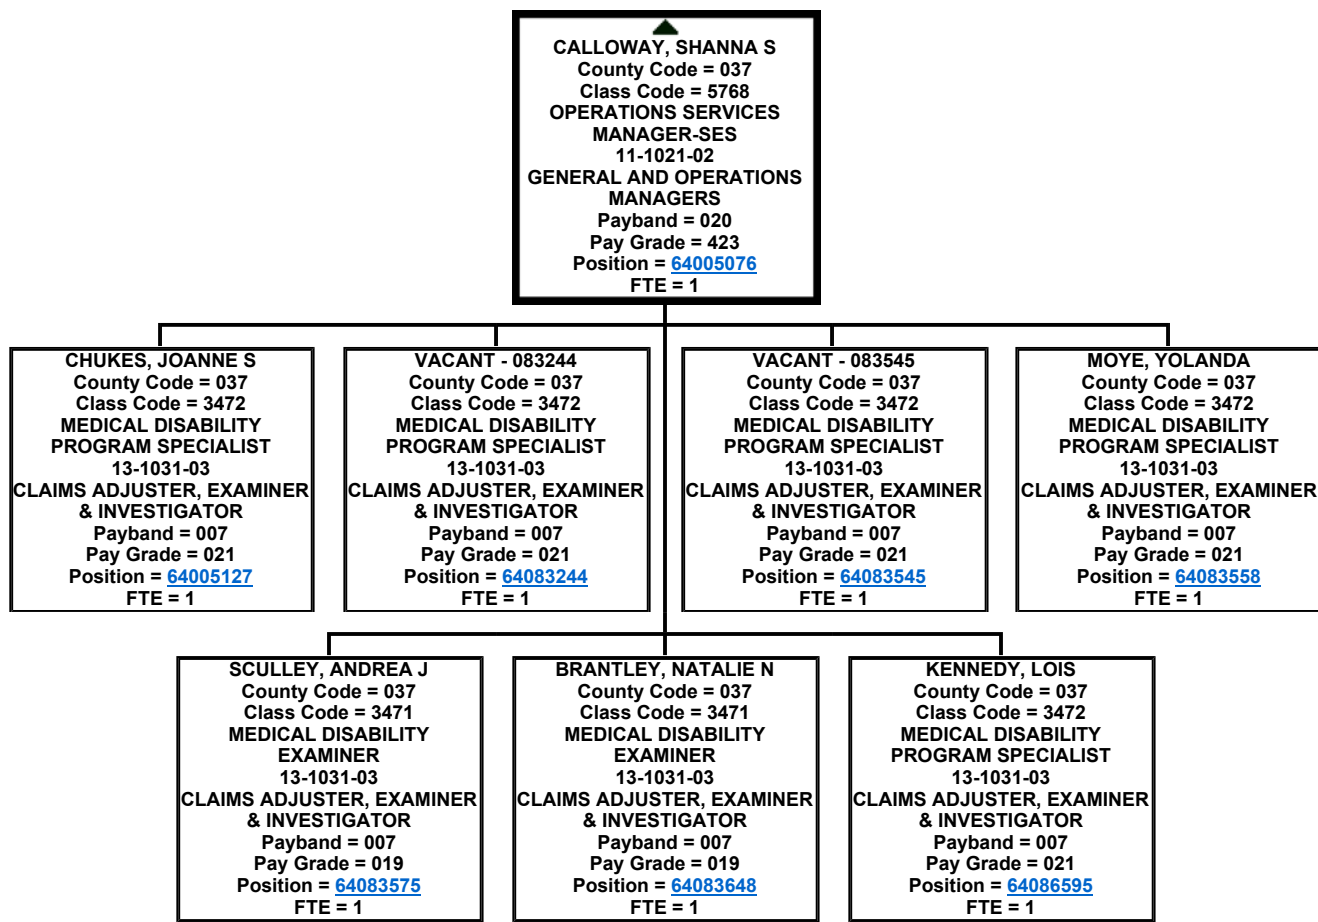 CALLOWAY, SHANNA S
County Code = 037
Class Code = 5768
OPERATIONS SERVICES
MANAGER-SES
11-1021-02
GENERAL AND OPERATIONS
MANAGERS
Payband = 020
Pay Grade = 423
Position = 64005076
FTE = 1
CHUKES, JOANNE S
County Code = 037
Class Code = 3472
MEDICAL DISABILITY
PROGRAM SPECIALIST
13-1031-03
CLAIMS ADJUSTER, EXAMINER
& INVESTIGATOR
Payband = 007
Pay Grade = 021
Position = 64005127
FTE = 1
VACANT - 083244
County Code = 037
Class Code = 3472
MEDICAL DISABILITY
PROGRAM SPECIALIST
13-1031-03
CLAIMS ADJUSTER, EXAMINER
& INVESTIGATOR
Payband = 007
Pay Grade = 021
Position = 64083244
FTE = 1
VACANT - 083545
County Code = 037
Class Code = 3472
MEDICAL DISABILITY
PROGRAM SPECIALIST
13-1031-03
CLAIMS ADJUSTER, EXAMINER
& INVESTIGATOR
Payband = 007
Pay Grade = 021
Position = 64083545
FTE = 1
MOYE, YOLANDA
County Code = 037
Class Code = 3472
MEDICAL DISABILITY
PROGRAM SPECIALIST
13-1031-03
CLAIMS ADJUSTER, EXAMINER
& INVESTIGATOR
Payband = 007
Pay Grade = 021
Position = 64083558
FTE = 1
SCULLEY, ANDREA J
County Code = 037
Class Code = 3471
MEDICAL DISABILITY
EXAMINER
13-1031-03
CLAIMS ADJUSTER, EXAMINER
& INVESTIGATOR
Payband = 007
Pay Grade = 019
Position = 64083575
FTE = 1
BRANTLEY, NATALIE N
County Code = 037
Class Code = 3471
MEDICAL DISABILITY
EXAMINER
13-1031-03
CLAIMS ADJUSTER, EXAMINER
& INVESTIGATOR
Payband = 007
Pay Grade = 019
Position = 64083648
FTE = 1
KENNEDY, LOIS
County Code = 037
Class Code = 3472
MEDICAL DISABILITY
PROGRAM SPECIALIST
13-1031-03
CLAIMS ADJUSTER, EXAMINER
& INVESTIGATOR
Payband = 007
Pay Grade = 021
Position = 64086595
FTE = 1